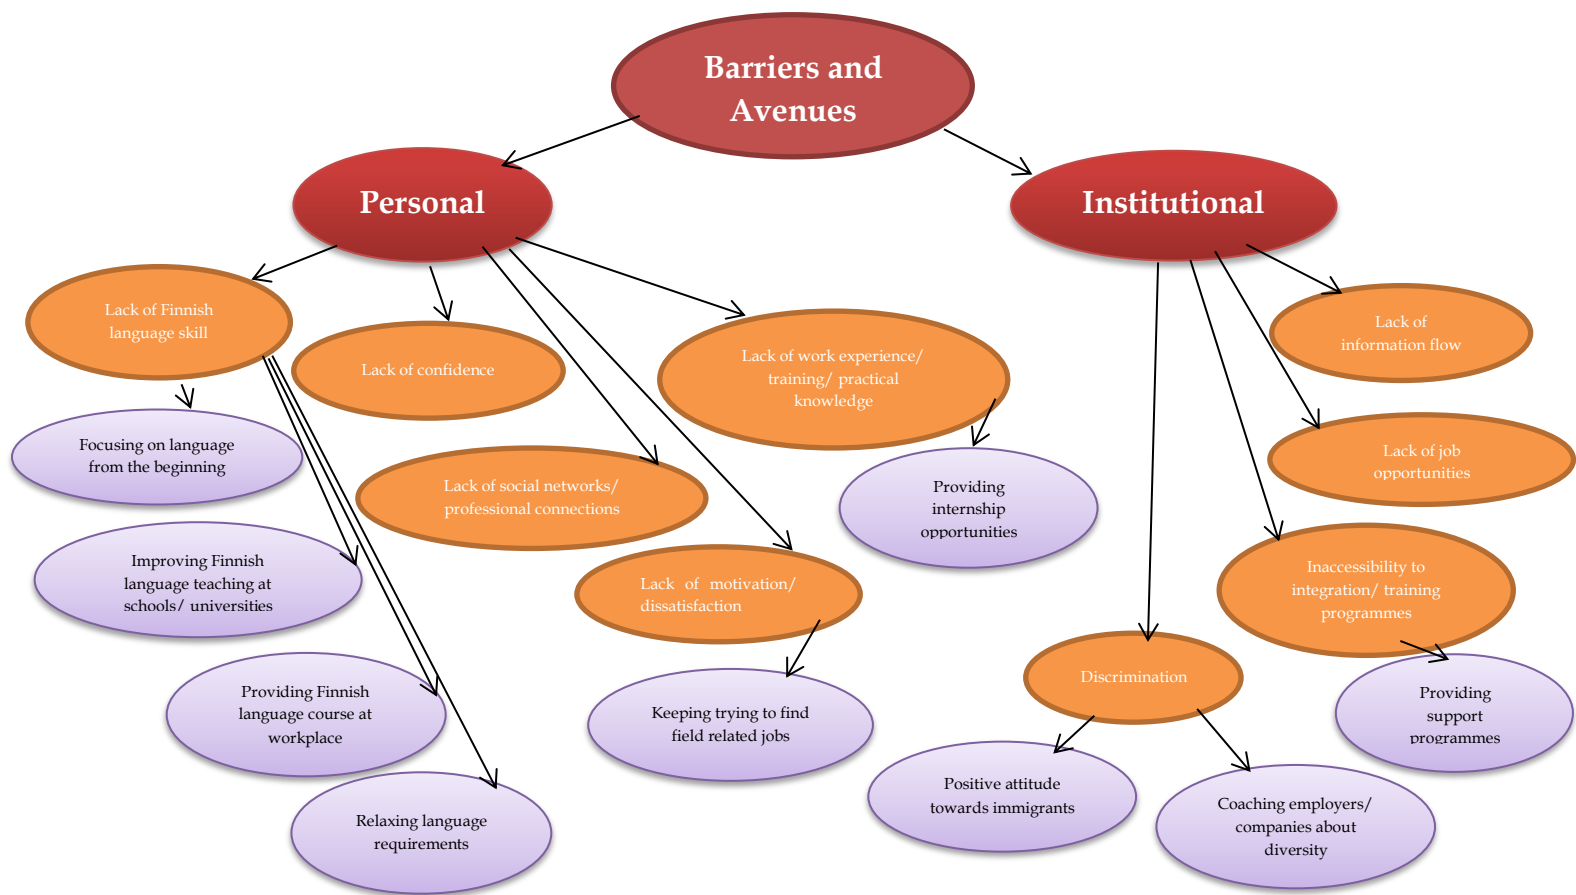 Barriers and
Avenues
Personal
Institutional
Lack of Finnish
language skill
Lack of confidence
Lack of work experience/
training/ practical
knowledge
Lack of
information flow
Focusing on language
from the beginning
Lack of social networks/
professional connections
Providing
internship
opportunities
Lack of job
opportunities
Improving Finnish
language teaching at
schools/ universities
Lack of motivation/
dissatisfaction
Inaccessibility to
integration/ training
programmes
Providing Finnish
language course at
workplace
Keeping trying to find
field related jobs
Discrimination
Providing
support
programmes
Relaxing language
requirements
Positive attitude
towards immigrants
Coaching employers/
companies about
diversity